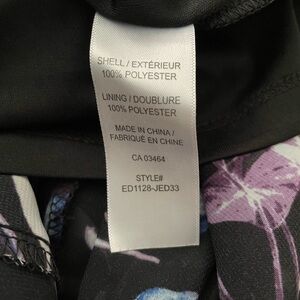 SHELL / EXTÉRIEUR
100% POLYESTER
LINING / DOUBLURE
100% POLYESTER
MADE IN CHINA /
FABRIQUÉ EN CHINE
CA 03464
STYLE#
ED1128-JED33